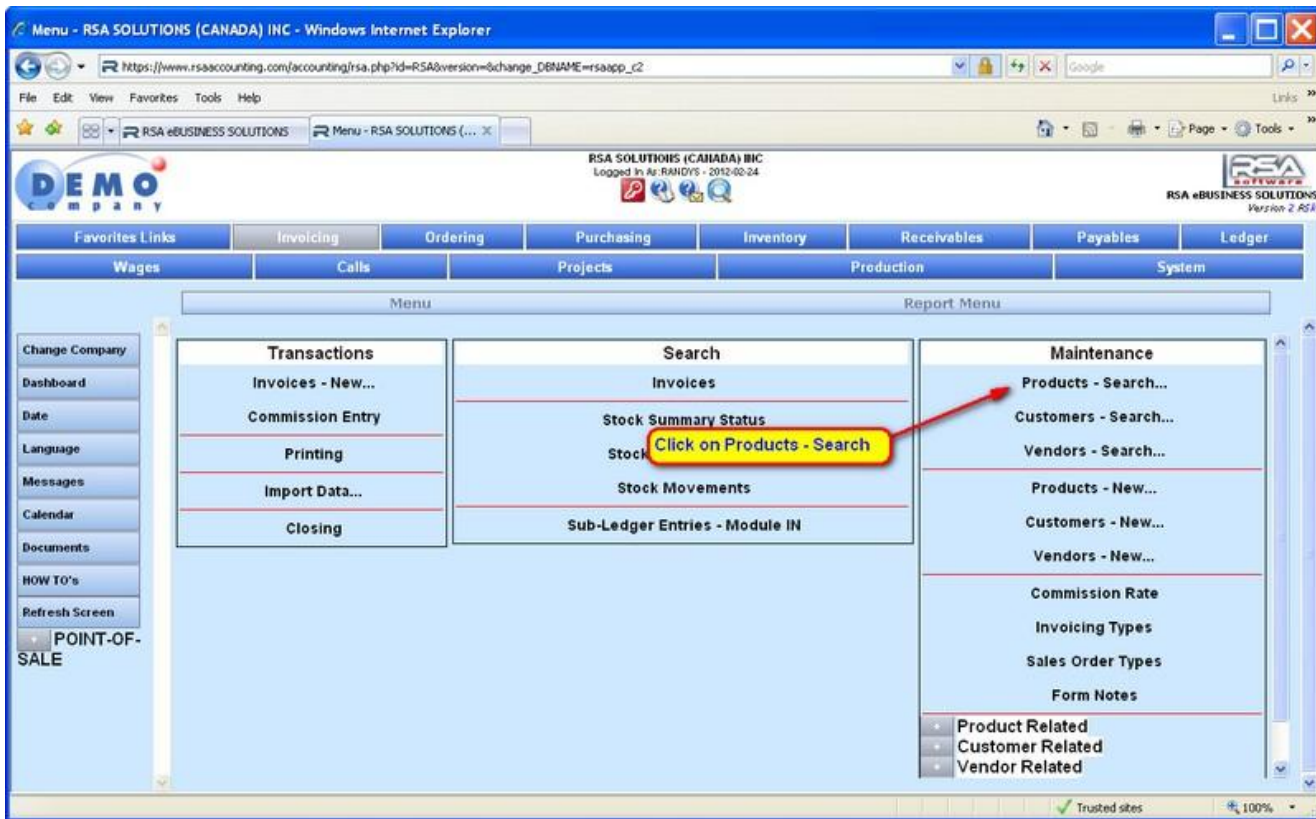 Menu - RSA SOLUTIONS (CANADA) INC - Windows Internet Explorer
https://www.rsaaccounting.com/accounting/rsa.php?id=RSA&version=&change_DBNAME=rsaapp_c2
Google
File Edit View Favorites Tools Help
Links
RSA eBUSINESS SOLUTIONS
Menu - RSA SOLUTIONS (...
Page
Tools
DEMO
company
RSA SOLUTIONS (CANADA) INC
Logged In As:RANDYS - 2012-02-24
RSA
software
RSA eBUSINESS SOLUTIONS
Version 2 RSA
Favorites Links Invoicing Ordering Purchasing Inventory Receivables Payables Ledger
Wages Calls Projects Production System
Menu Report Menu
Change Company
Dashboard
Date
Language
Messages
Calendar
Documents
HOW TO's
Refresh Screen
POINT-OF-
SALE
Transactions
Invoices - New...
Commission Entry
Printing
Import Data...
Closing
Search
Invoices
Stock Summary Status
Stock
Click on Products - Search
Stock Movements
Sub-Ledger Entries - Module IN
Maintenance
Products - Search...
Customers - Search...
Vendors - Search...
Products - New...
Customers - New...
Vendors - New...
Commission Rate
Invoicing Types
Sales Order Types
Form Notes
Product Related
Customer Related
Vendor Related
Trusted sites
100%